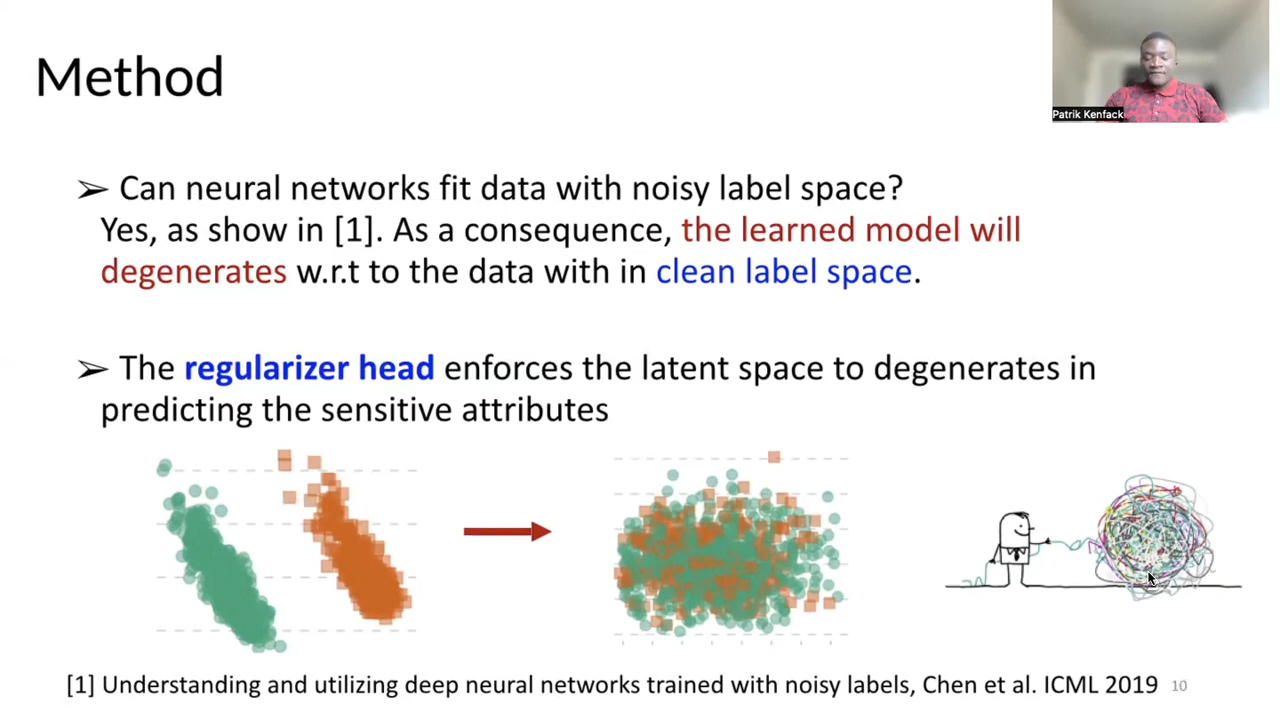 Method
Patrik Kenfack
➢ Can neural networks fit data with noisy label space?
Yes, as show in [1]. As a consequence, the learned model will
degenerates w.r.t to the data with in clean label space.
➢ The regularizer head enforces the latent space to degenerates in
predicting the sensitive attributes
[1] Understanding and utilizing deep neural networks trained with noisy labels, Chen et al. ICML 2019
10